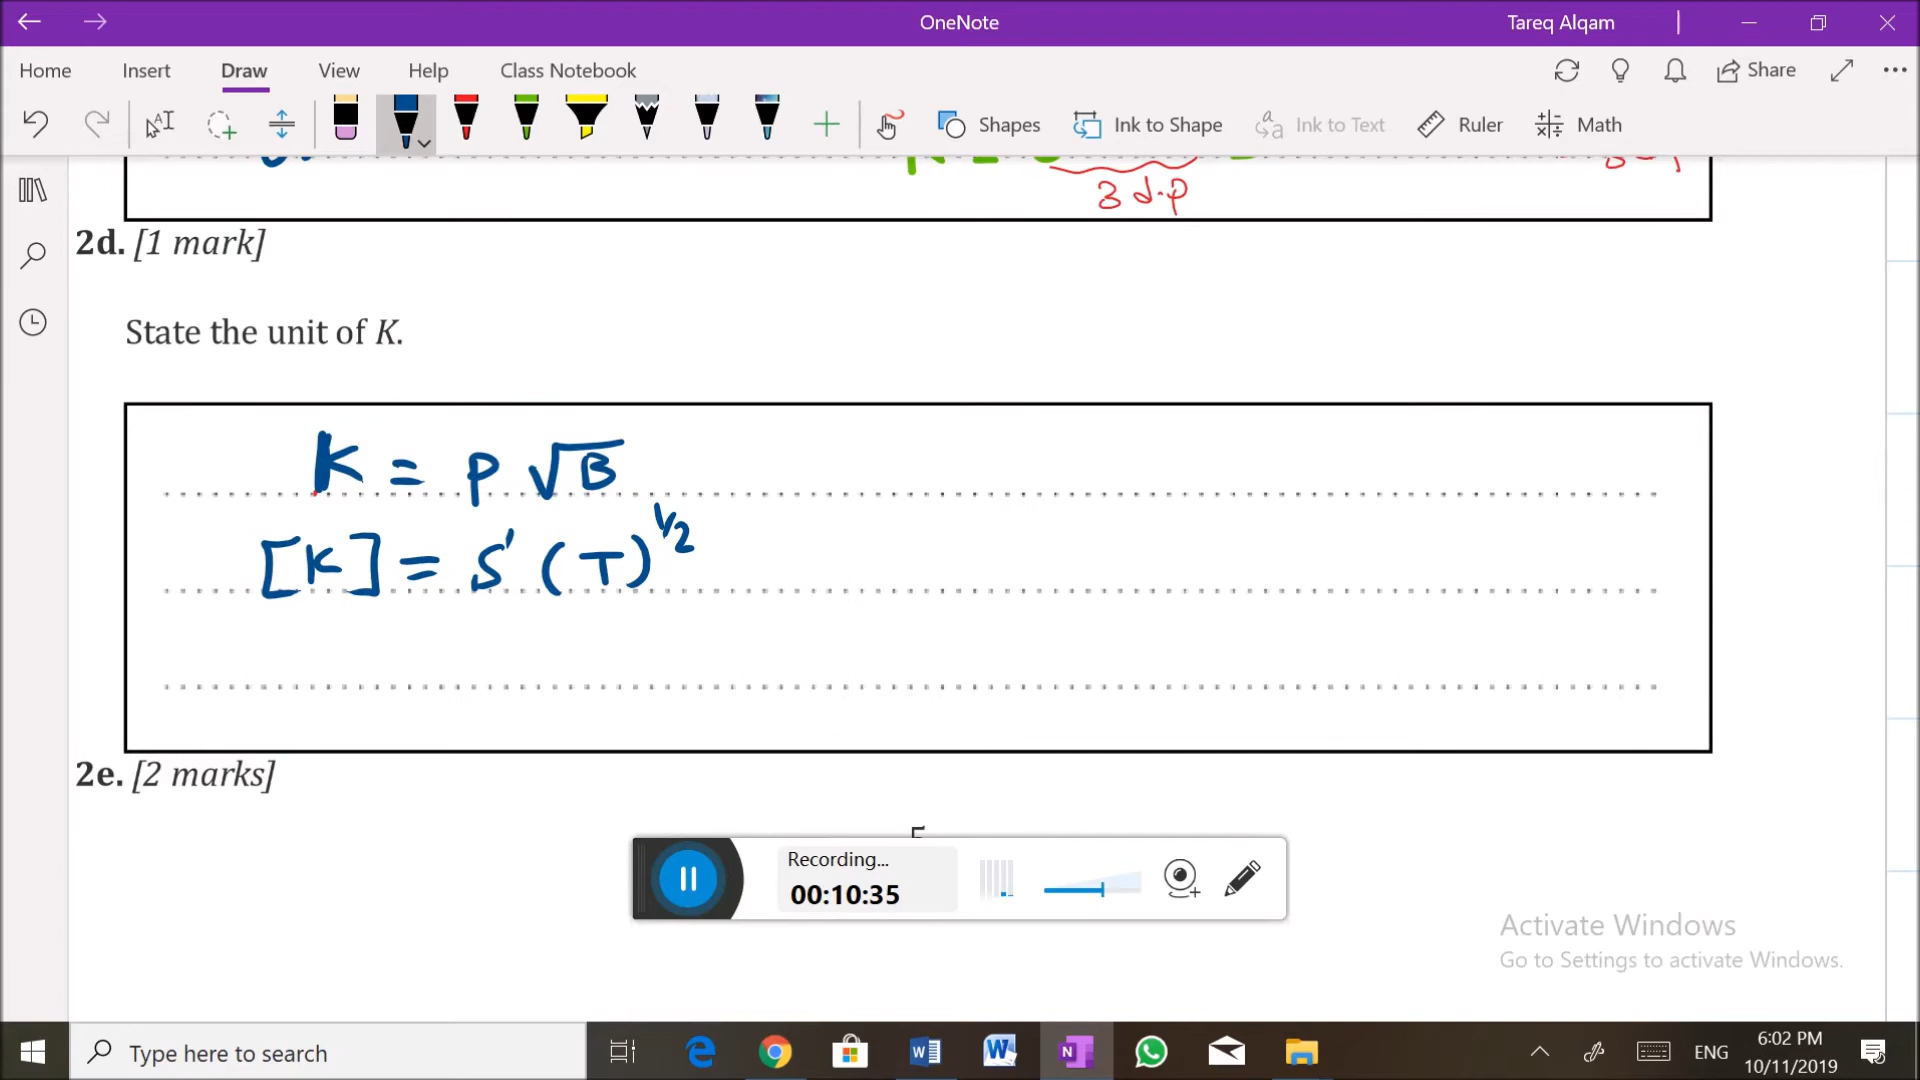 OneNote
Tareq Alqam
Home Insert Draw View Help Class Notebook
Share
Shapes Ink to Shape Ink to Text Ruler Math
3 d.p
2d. [1 mark]
State the unit of K.
K = P √B
[K] = S' (T)^1/2
2e. [2 marks]
Recording...
00:10:35
Activate Windows
Go to Settings to activate Windows.
Type here to search
ENG
6:02 PM
10/11/2019